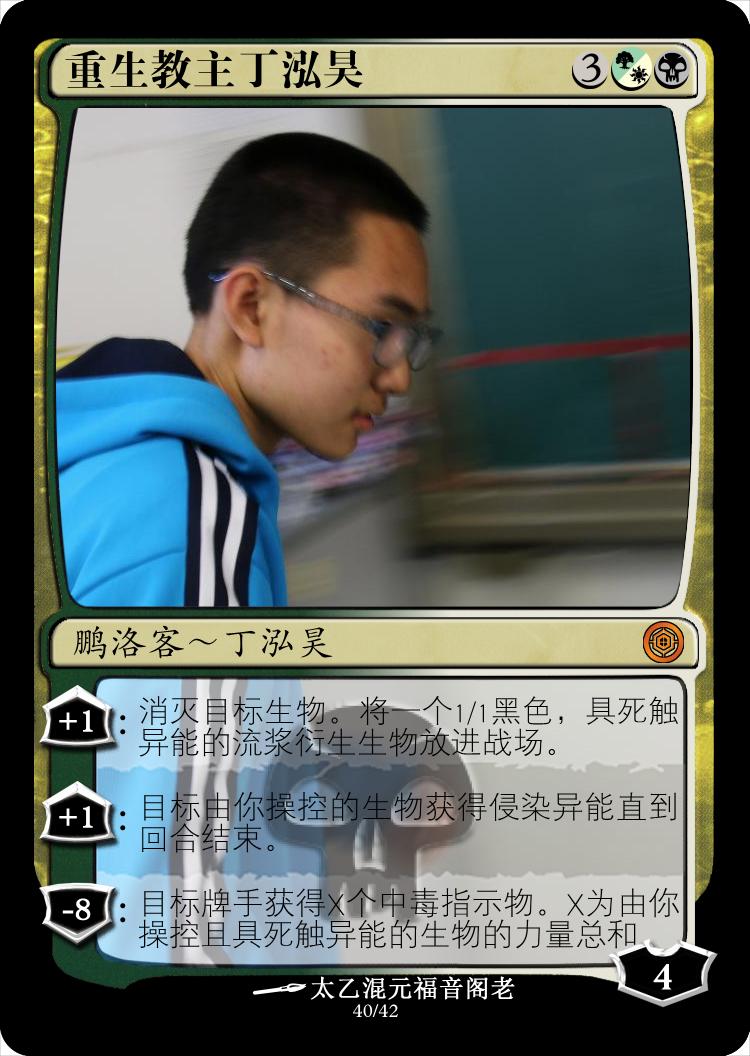 重生教主丁泓昊 3
鹏洛客～丁泓昊
+1 : 消灭目标生物。将一个1/1黑色，具死触
异能的流浆衍生生物放进战场。
+1 : 目标由你操控的生物获得侵染异能直到
回合结束。
-8 : 目标牌手获得X个中毒指示物。X为由你
操控且具死触异能的生物的力量总和
4
太乙混元福音阁老
40/42